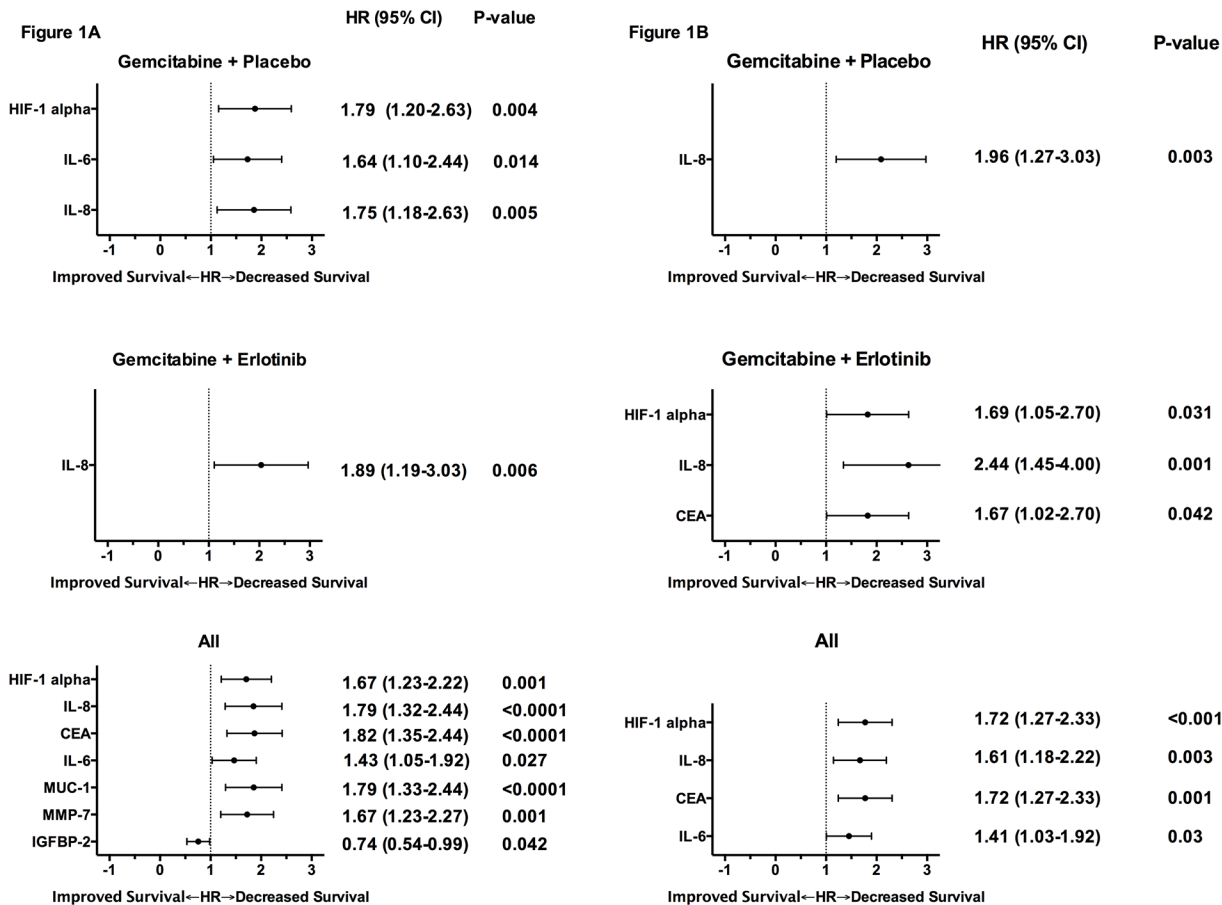 Figure 1A
HR (95% CI) P-value
Gemcitabine + Placebo
HIF-1 alpha 1.79 (1.20-2.63) 0.004
IL-6 1.64 (1.10-2.44) 0.014
IL-8 1.75 (1.18-2.63) 0.005
-1 0 1 2 3
Improved Survival←HR→Decreased Survival
Gemcitabine + Erlotinib
IL-8 1.89 (1.19-3.03) 0.006
-1 0 1 2 3
Improved Survival←HR→Decreased Survival
All
HIF-1 alpha 1.67 (1.23-2.22) 0.001
IL-8 1.79 (1.32-2.44) <0.0001
CEA 1.82 (1.35-2.44) <0.0001
IL-6 1.43 (1.05-1.92) 0.027
MUC-1 1.79 (1.33-2.44) <0.0001
MMP-7 1.67 (1.23-2.27) 0.001
IGFBP-2 0.74 (0.54-0.99) 0.042
-1 0 1 2 3
Improved Survival←HR→Decreased Survival
Figure 1B
HR (95% CI) P-value
Gemcitabine + Placebo
IL-8 1.96 (1.27-3.03) 0.003
-1 0 1 2 3
Improved Survival←HR→Decreased Survival
Gemcitabine + Erlotinib
HIF-1 alpha 1.69 (1.05-2.70) 0.031
IL-8 2.44 (1.45-4.00) 0.001
CEA 1.67 (1.02-2.70) 0.042
-1 0 1 2 3
Improved Survival←HR→Decreased Survival
All
HIF-1 alpha 1.72 (1.27-2.33) <0.001
IL-8 1.61 (1.18-2.22) 0.003
CEA 1.72 (1.27-2.33) 0.001
IL-6 1.41 (1.03-1.92) 0.03
-1 0 1 2 3
Improved Survival←HR→Decreased Survival